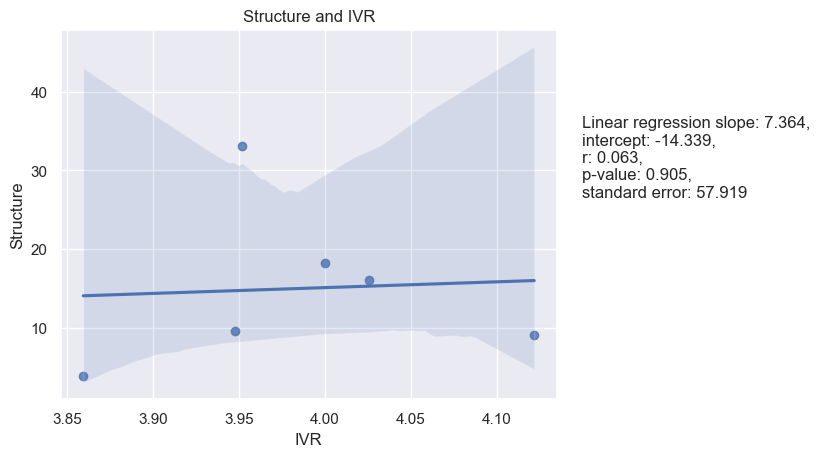 Structure and IVR
40
30
20
10
Structure
3.85 3.90 3.95 4.00 4.05 4.10
IVR
Linear regression slope: 7.364,
intercept: -14.339,
r: 0.063,
p-value: 0.905,
standard error: 57.919